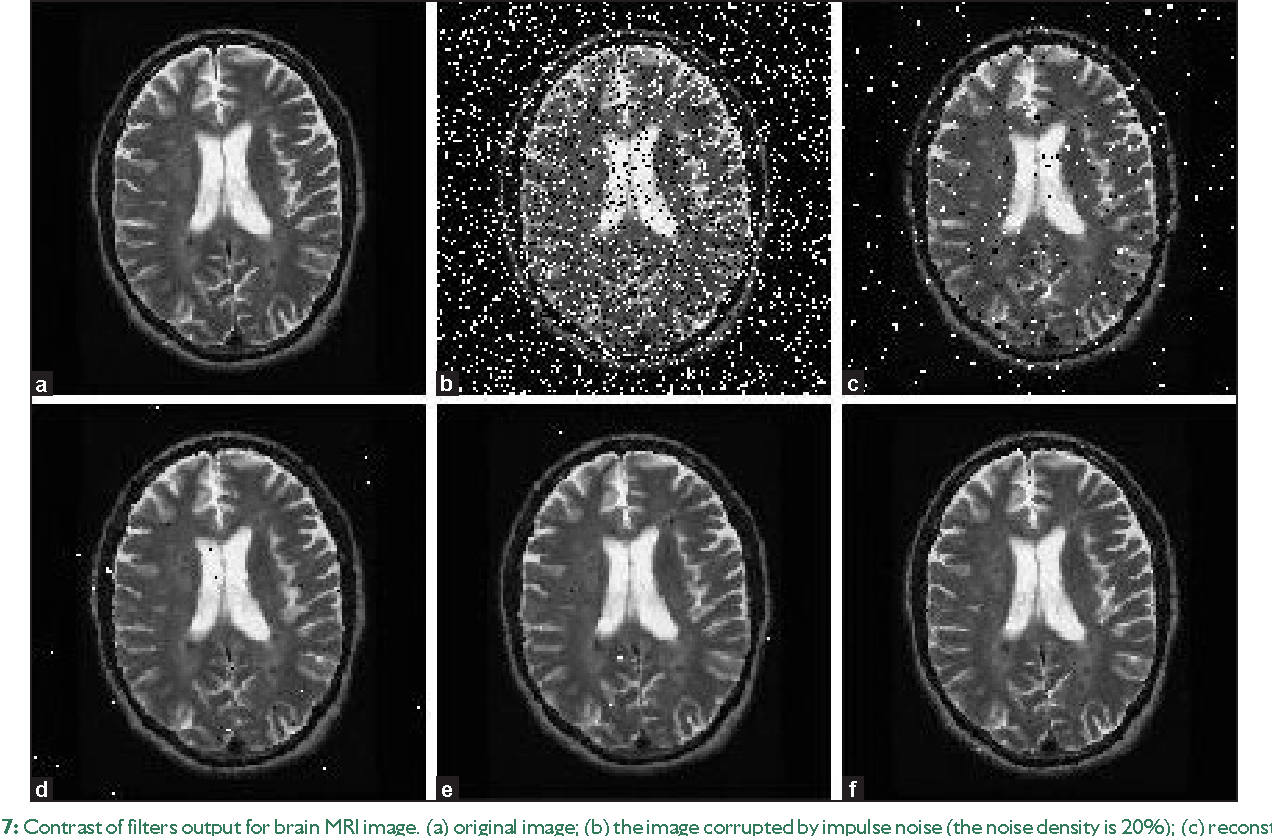 a
b
c
d
e
f
7: Contrast of filters output for brain MRI image. (a) original image; (b) the image corrupted by impulse noise (the noise density is 20%); (c) reconst